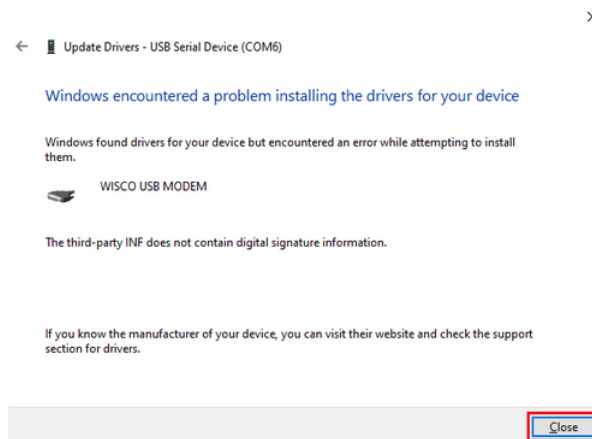 Update Drivers - USB Serial Device (COM6)
Windows encountered a problem installing the drivers for your device
Windows found drivers for your device but encountered an error while attempting to install
them.
WISCO USB MODEM
The third-party INF does not contain digital signature information.
If you know the manufacturer of your device, you can visit their website and check the support
section for drivers.
Close